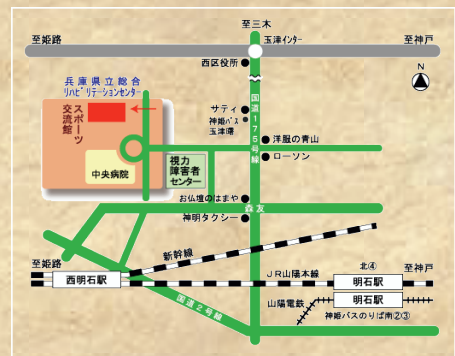 至三木
至姫路
玉津インター
至神戸
西区役所
N
兵庫県立総合
リハビリテーションセンター
スポーツ
交流館
サティ
神姫バス
玉津曙
国道175号線
洋服の青山
ローソン
中央病院
視力
障害者
センター
お仏壇のはまや
森友
神明タクシー
新幹線
至姫路
西明石駅
JR山陽本線
北④
明石駅
至神戸
山陽電鉄
明石駅
神姫バスのりば南②③
国道2号線